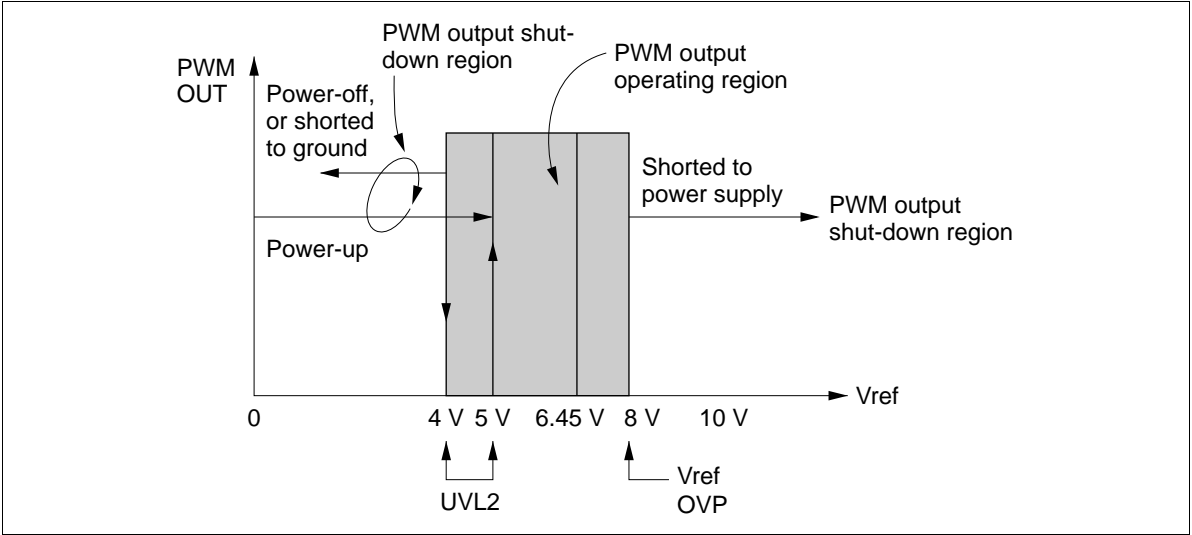 PWM output shut-
down region
PWM output
operating region
PWM
OUT
Power-off,
or shorted
to ground
Shorted to
power supply
PWM output
shut-down region
Power-up
Vref
0
4 V
5 V
6.45 V
8 V
10 V
UVL2
Vref
OVP